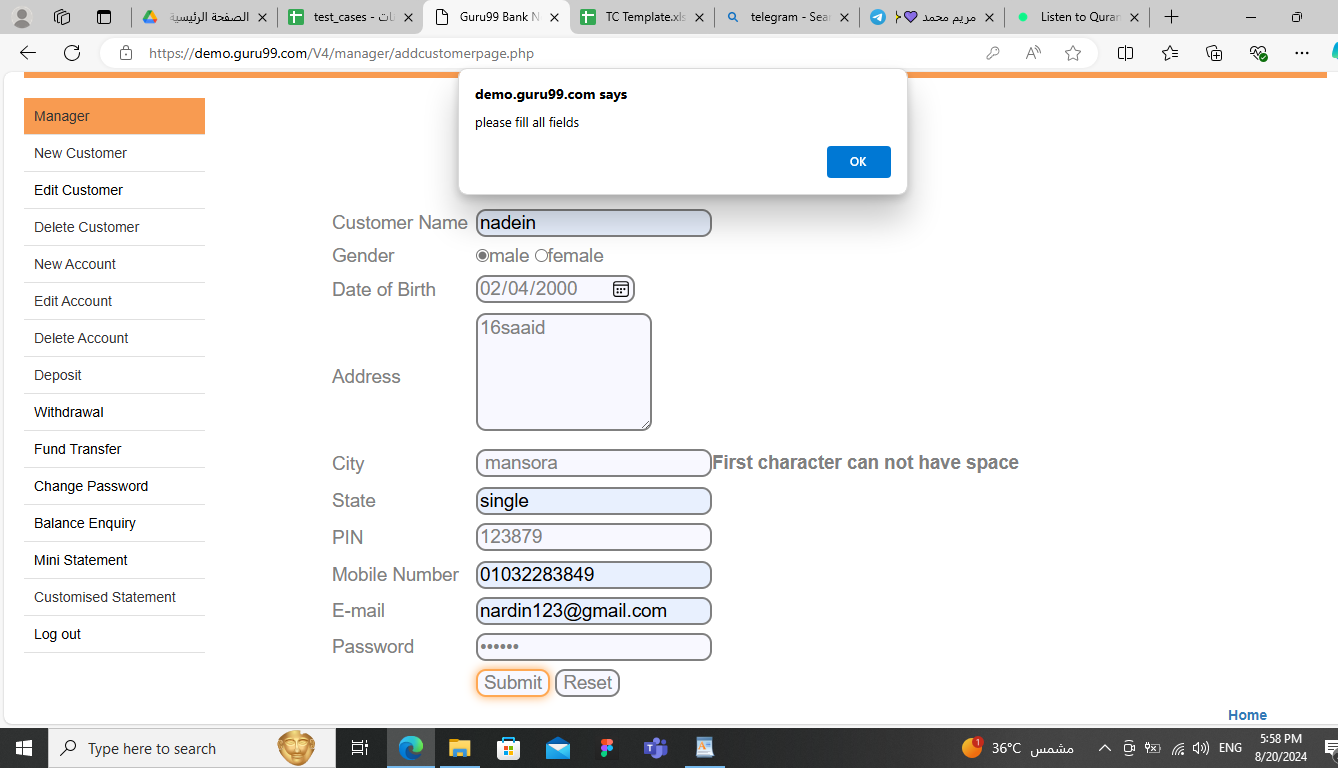 الصفحة الرئيسية
test_cases - ات
Guru99 Bank N
TC Template.xls
telegram - Sear
مريم محمد
Listen to Quran
https://demo.guru99.com/V4/manager/addcustomerpage.php
demo.guru99.com says
please fill all fields
OK
Manager
New Customer
Edit Customer
Delete Customer
New Account
Edit Account
Delete Account
Deposit
Withdrawal
Fund Transfer
Change Password
Balance Enquiry
Mini Statement
Customised Statement
Log out
Customer Name nadein
Gender male female
Date of Birth 02/04/2000
Address 16saaid
City mansora First character can not have space
State single
PIN 123879
Mobile Number 01032283849
E-mail nardin123@gmail.com
Password ••••••
Submit Reset
Home
Type here to search
1
36°C مشمس
ENG
5:58 PM
8/20/2024